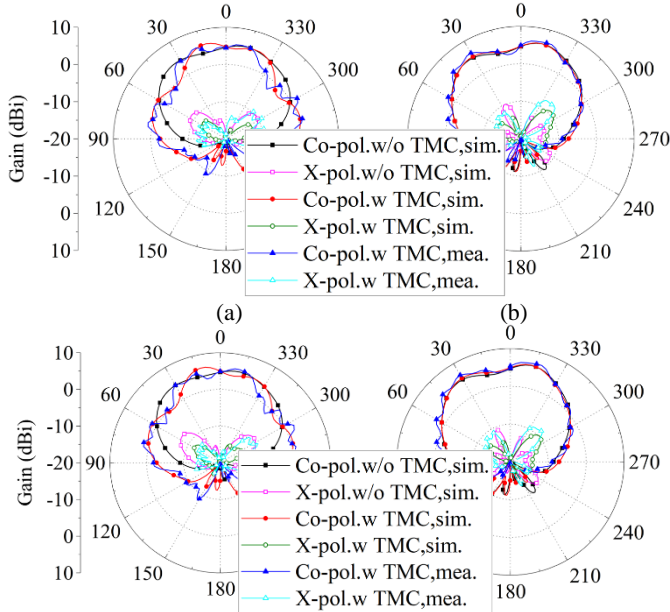 0 0
10 30 330 30 330
0 60 300 60 300
-10
Gain (dBi)
-20 90 270
Co-pol.w/o TMC,sim.
X-pol.w/o TMC,sim.
-10 120 Co-pol.w TMC,sim. 240
X-pol.w TMC,sim.
0 Co-pol.w TMC,mea.
10 150 180 X-pol.w TMC,mea. 180 210
(a) (b)
0 0
10 30 330 30 330
0 60 300 60 300
-10
Gain (dBi)
-20 90 270
Co-pol.w/o TMC,sim.
X-pol.w/o TMC,sim.
-10 120 Co-pol.w TMC,sim. 240
X-pol.w TMC,sim.
0 Co-pol.w TMC,mea.
10 150 180 X-pol.w TMC,mea. 180 210